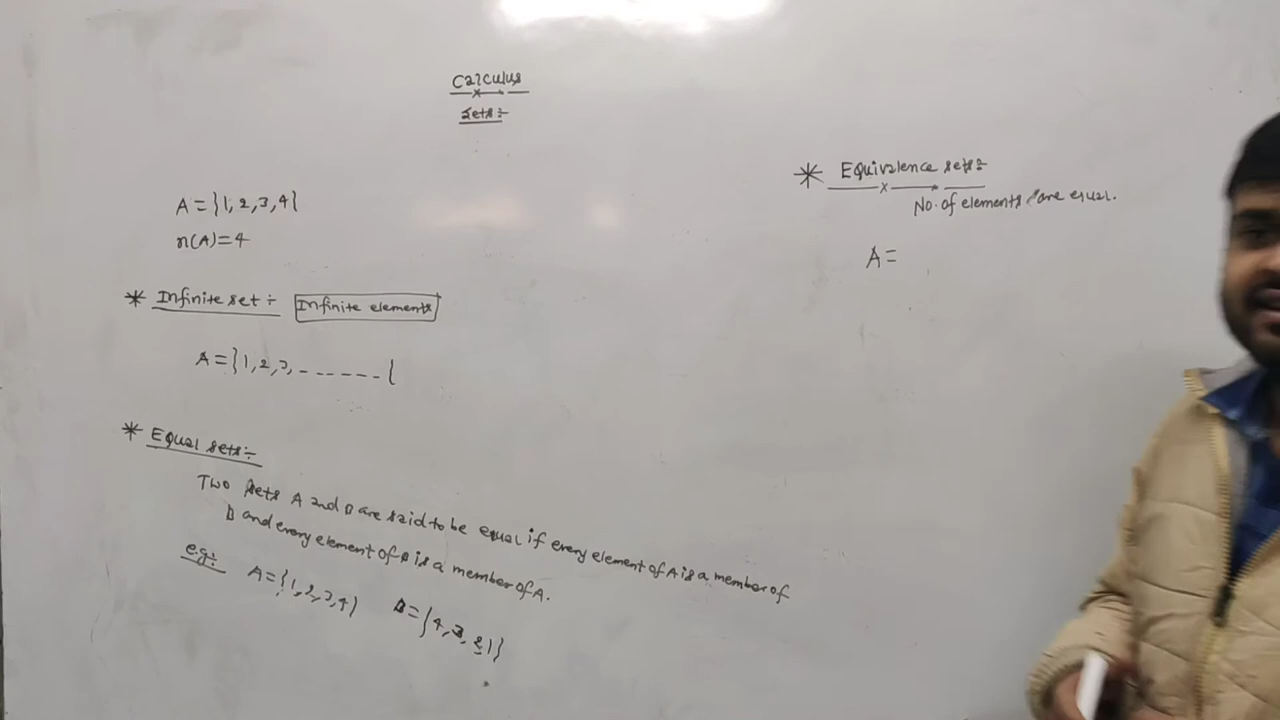 Calculus
Sets:-
A = {1, 2, 3, 4}
n(A) = 4
* Infinite set :- Infinite elements
A = }1, 2, 3, - - - - - - {
* Equal sets :-
Two sets A and B are said to be equal if every element of A is a member of
B and every element of B is a member of A.
e.g:- A = {1, 2, 3, 4} B = {4, 3, 2, 1}
* Equivalence sets :-
No. of elements are equal.
A =